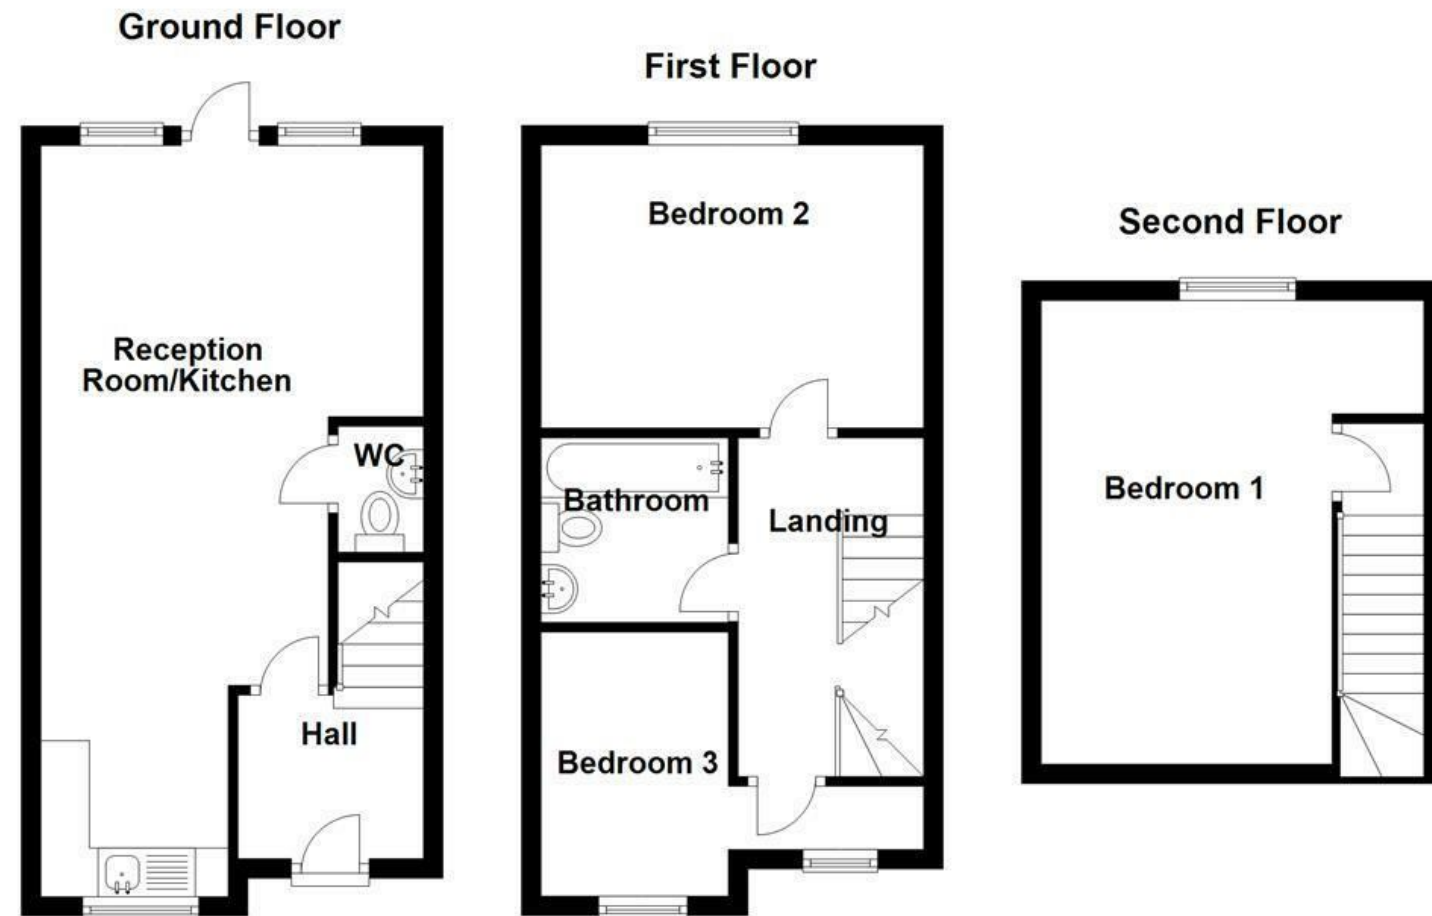 Ground Floor
Reception
Room/Kitchen
WC
Hall
First Floor
Bedroom 2
Bathroom
Landing
Bedroom 3
Second Floor
Bedroom 1